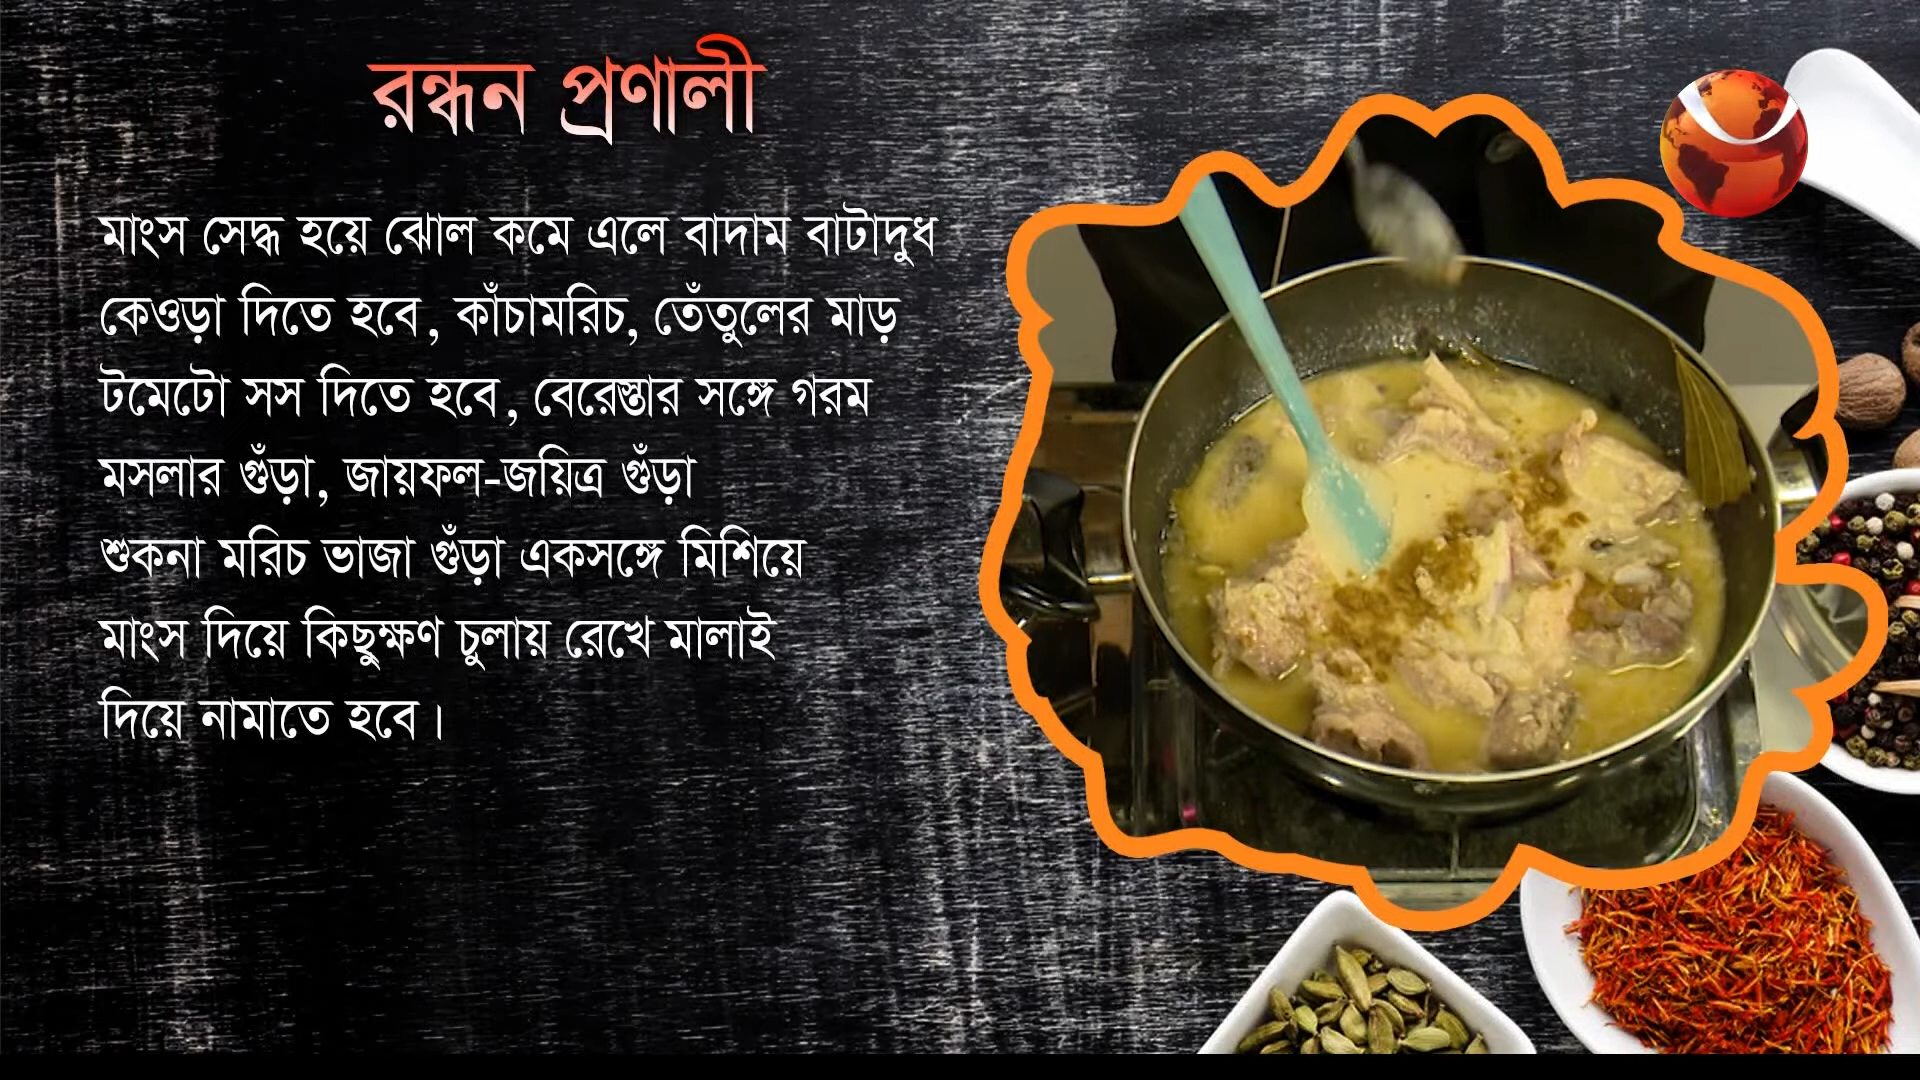 রন্ধন প্রণালী
মাংস সেদ্ধ হয়ে ঝোল কমে এলে বাদাম বাটাদুধ
কেওড়া দিতে হবে, কাঁচামরিচ, তেঁতুলের মাড়
টমেটো সস দিতে হবে, বেরেস্তার সঙ্গে গরম
মসলার গুঁড়া, জায়ফল-জয়িত্র গুঁড়া
শুকনা মরিচ ভাজা গুঁড়া একসঙ্গে মিশিয়ে
মাংস দিয়ে কিছুক্ষণ চুলায় রেখে মালাই
দিয়ে নামাতে হবে।